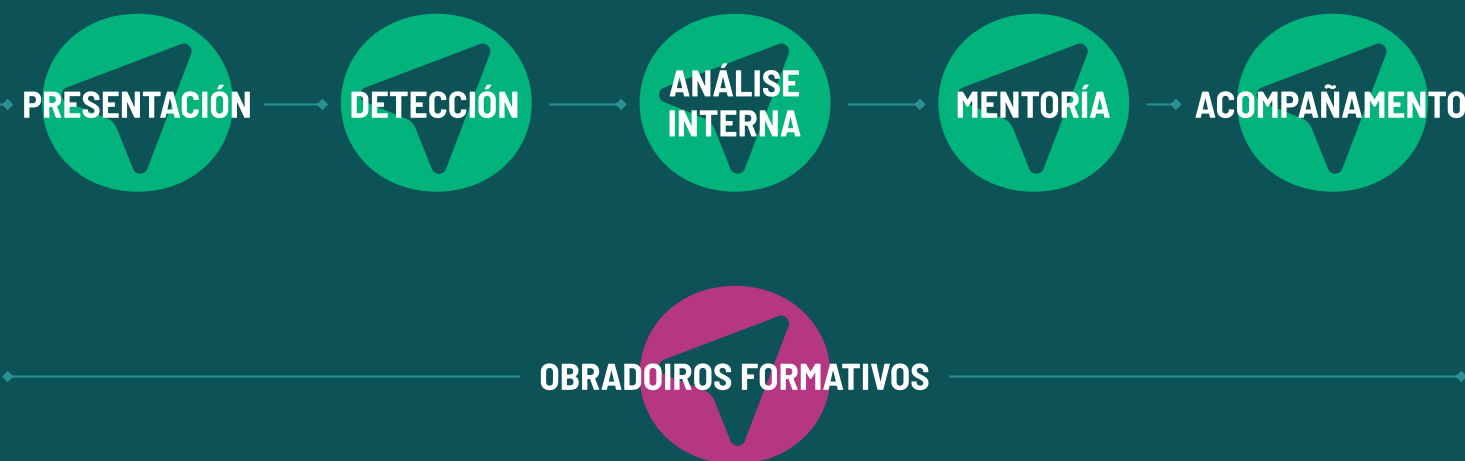 PRESENTACIÓN
DETECCIÓN
ANÁLISE
INTERNA
MENTORÍA
ACOMPAÑAMENTO
OBRADOIROS FORMATIVOS